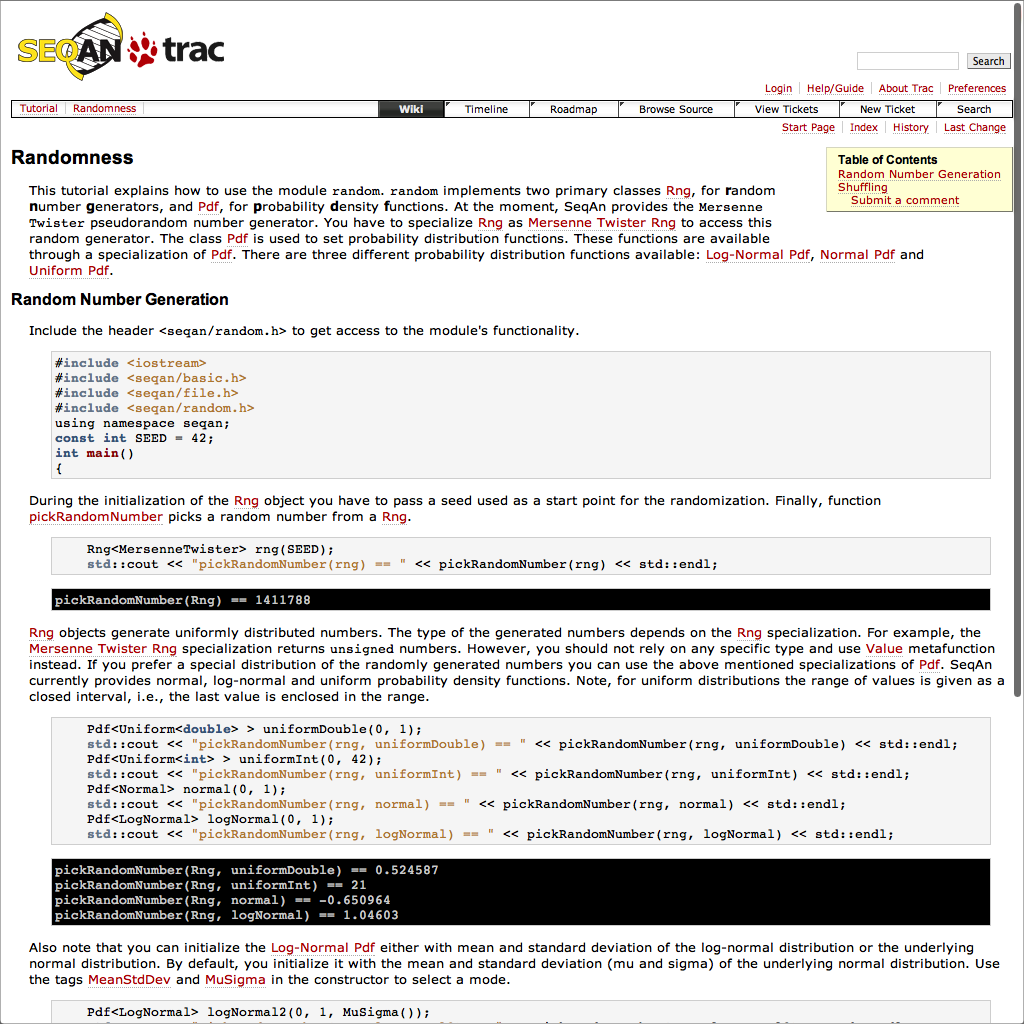 SEQAN trac
Search
Login Help/Guide About Trac Preferences
Tutorial Randomness Wiki Timeline Roadmap Browse Source View Tickets New Ticket Search
Start Page Index History Last Change
Randomness
Table of Contents
Random Number Generation
Shuffling
Submit a comment
This tutorial explains how to use the module random. random implements two primary classes Rng, for random
number generators, and Pdf, for probability density functions. At the moment, SeqAn provides the Mersenne
Twister pseudorandom number generator. You have to specialize Rng as Mersenne Twister Rng to access this
random generator. The class Pdf is used to set probability distribution functions. These functions are available
through a specialization of Pdf. There are three different probability distribution functions available: Log-Normal Pdf, Normal Pdf and
Uniform Pdf.
Random Number Generation
Include the header <seqan/random.h> to get access to the module's functionality.
#include <iostream>
#include <seqan/basic.h>
#include <seqan/file.h>
#include <seqan/random.h>
using namespace seqan;
const int SEED = 42;
int main()
{
During the initialization of the Rng object you have to pass a seed used as a start point for the randomization. Finally, function
pickRandomNumber picks a random number from a Rng.
Rng<MersenneTwister> rng(SEED);
std::cout << "pickRandomNumber(rng) == " << pickRandomNumber(rng) << std::endl;
pickRandomNumber(Rng) == 1411788
Rng objects generate uniformly distributed numbers. The type of the generated numbers depends on the Rng specialization. For example, the
Mersenne Twister Rng specialization returns unsigned numbers. However, you should not rely on any specific type and use Value metafunction
instead. If you prefer a special distribution of the randomly generated numbers you can use the above mentioned specializations of Pdf. SeqAn
currently provides normal, log-normal and uniform probability density functions. Note, for uniform distributions the range of values is given as a
closed interval, i.e., the last value is enclosed in the range.
Pdf<Uniform<double> > uniformDouble(0, 1);
std::cout << "pickRandomNumber(rng, uniformDouble) == " << pickRandomNumber(rng, uniformDouble) << std::endl;
Pdf<Uniform<int> > uniformInt(0, 42);
std::cout << "pickRandomNumber(rng, uniformInt) == " << pickRandomNumber(rng, uniformInt) << std::endl;
Pdf<Normal> normal(0, 1);
std::cout << "pickRandomNumber(rng, normal) == " << pickRandomNumber(rng, normal) << std::endl;
Pdf<LogNormal> logNormal(0, 1);
std::cout << "pickRandomNumber(rng, logNormal) == " << pickRandomNumber(rng, logNormal) << std::endl;
pickRandomNumber(Rng, uniformDouble) == 0.524587
pickRandomNumber(Rng, uniformInt) == 21
pickRandomNumber(Rng, normal) == -0.650964
pickRandomNumber(Rng, logNormal) == 1.04603
Also note that you can initialize the Log-Normal Pdf either with mean and standard deviation of the log-normal distribution or the underlying
normal distribution. By default, you initialize it with the mean and standard deviation (mu and sigma) of the underlying normal distribution. Use
the tags MeanStdDev and MuSigma in the constructor to select a mode.
Pdf<LogNormal> logNormal2(0, 1, MuSigma());